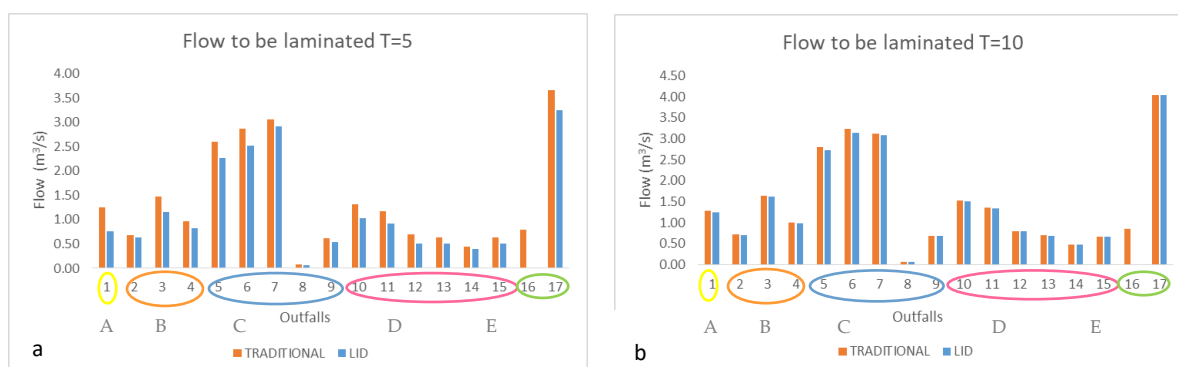 Flow to be laminated T=5
4.00
3.50
3.00
2.50
2.00
1.50
1.00
0.50
0.00
Flow (m³/s)
1 2 3 4 5 6 7 8 9 10 11 12 13 14 15 16 17
A B C D E
Outfalls
TRADITIONAL LID
a
Flow to be laminated T=10
4.50
4.00
3.50
3.00
2.50
2.00
1.50
1.00
0.50
0.00
Flow (m³/s)
1 2 3 4 5 6 7 8 9 10 11 12 13 14 15 16 17
A B C D E
Outfalls
TRADITIONAL LID
b